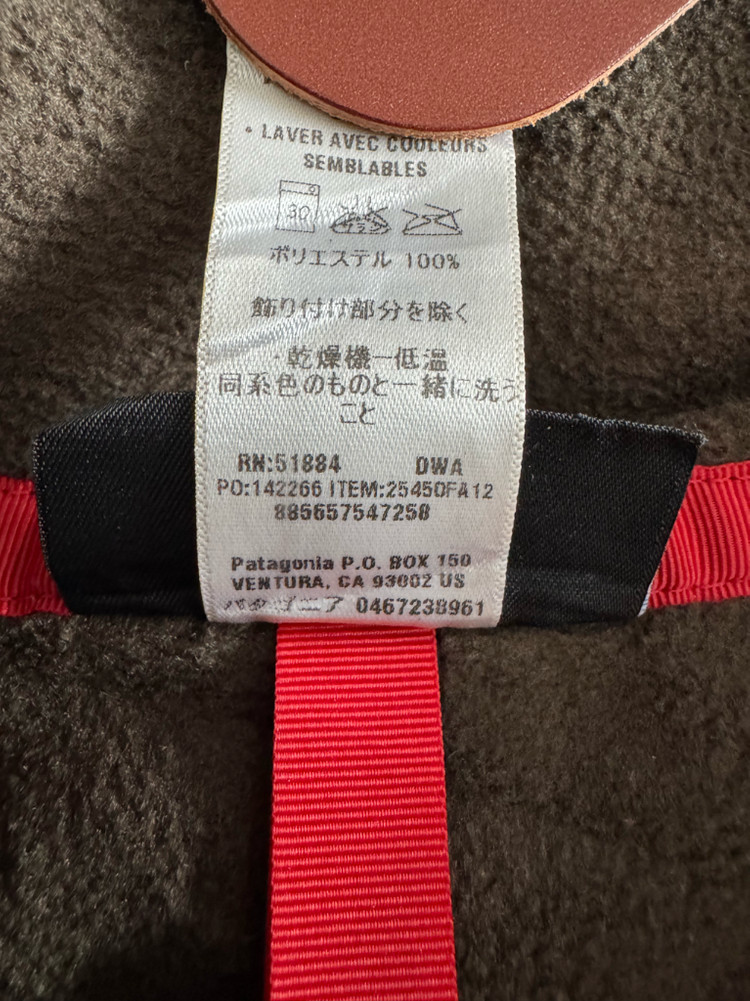 • LAVER AVEC COULEURS
SEMBLABLES
30
ポリエステル 100%
飾り付け部分を除く
・乾燥機一低温
同系色のものと一緒に洗う
こと
RN:51884 DWA
PO:142266 ITEM:25450FA12
885657547258
Patagonia P.O. BOX 150
VENTURA, CA 93002 US
パタゴニア 0467238961